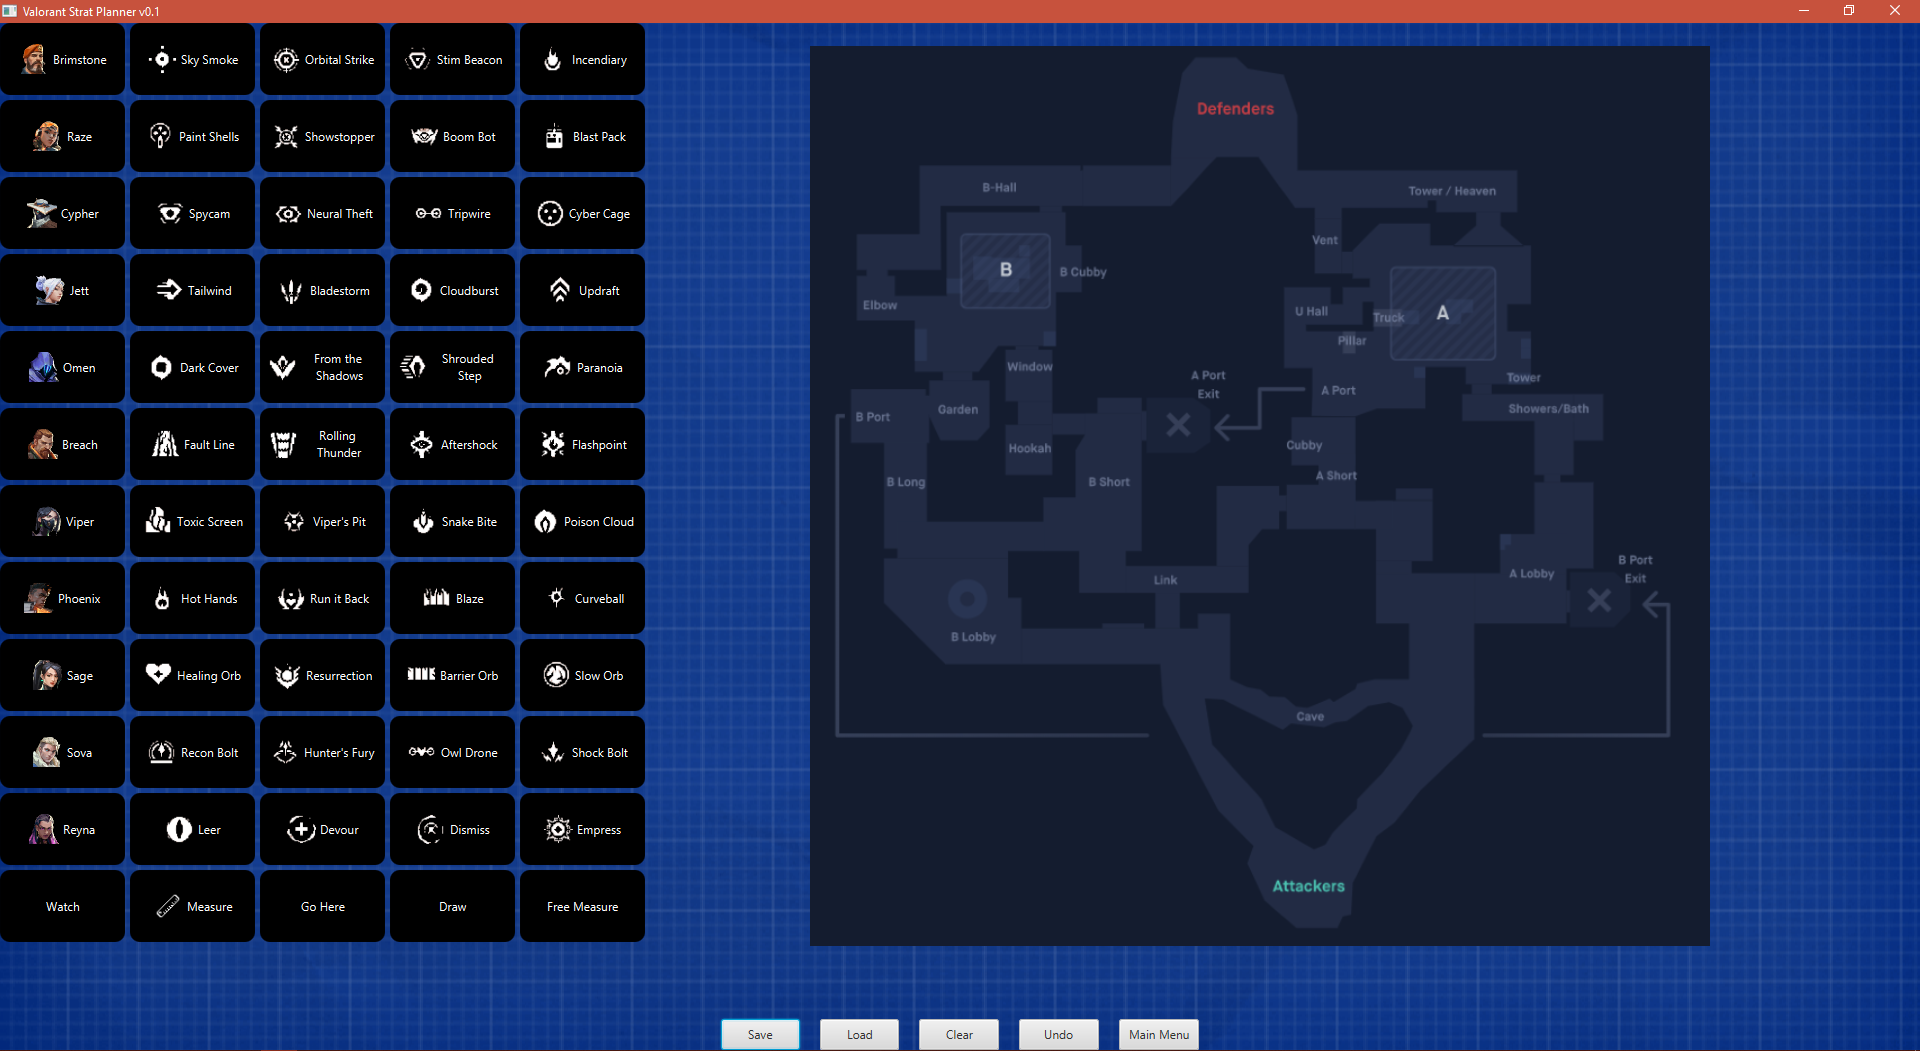 Valorant Strat Planner v0.1
Brimstone
Sky Smoke
Orbital Strike
Stim Beacon
Incendiary
Raze
Paint Shells
Showstopper
Boom Bot
Blast Pack
Cypher
Spycam
Neural Theft
Tripwire
Cyber Cage
Jett
Tailwind
Bladestorm
Cloudburst
Updraft
Omen
Dark Cover
From the
Shadows
Shrouded
Step
Paranoia
Breach
Fault Line
Rolling
Thunder
Aftershock
Flashpoint
Viper
Toxic Screen
Viper's Pit
Snake Bite
Poison Cloud
Phoenix
Hot Hands
Run it Back
Blaze
Curveball
Sage
Healing Orb
Resurrection
Barrier Orb
Slow Orb
Sova
Recon Bolt
Hunter's Fury
Owl Drone
Shock Bolt
Reyna
Leer
Devour
Dismiss
Empress
Watch
Measure
Go Here
Draw
Free Measure
Defenders
B-Hall
Tower / Heaven
Vent
B
B Cubby
Elbow
U Hall
Truck
A
Pillar
Window
A Port
Exit
A Port
Tower
Garden
B Port
Showers/Bath
Hookah
Cubby
B Long
B Short
A Short
Link
A Lobby
B Port
Exit
B Lobby
Cave
Attackers
Save
Load
Clear
Undo
Main Menu